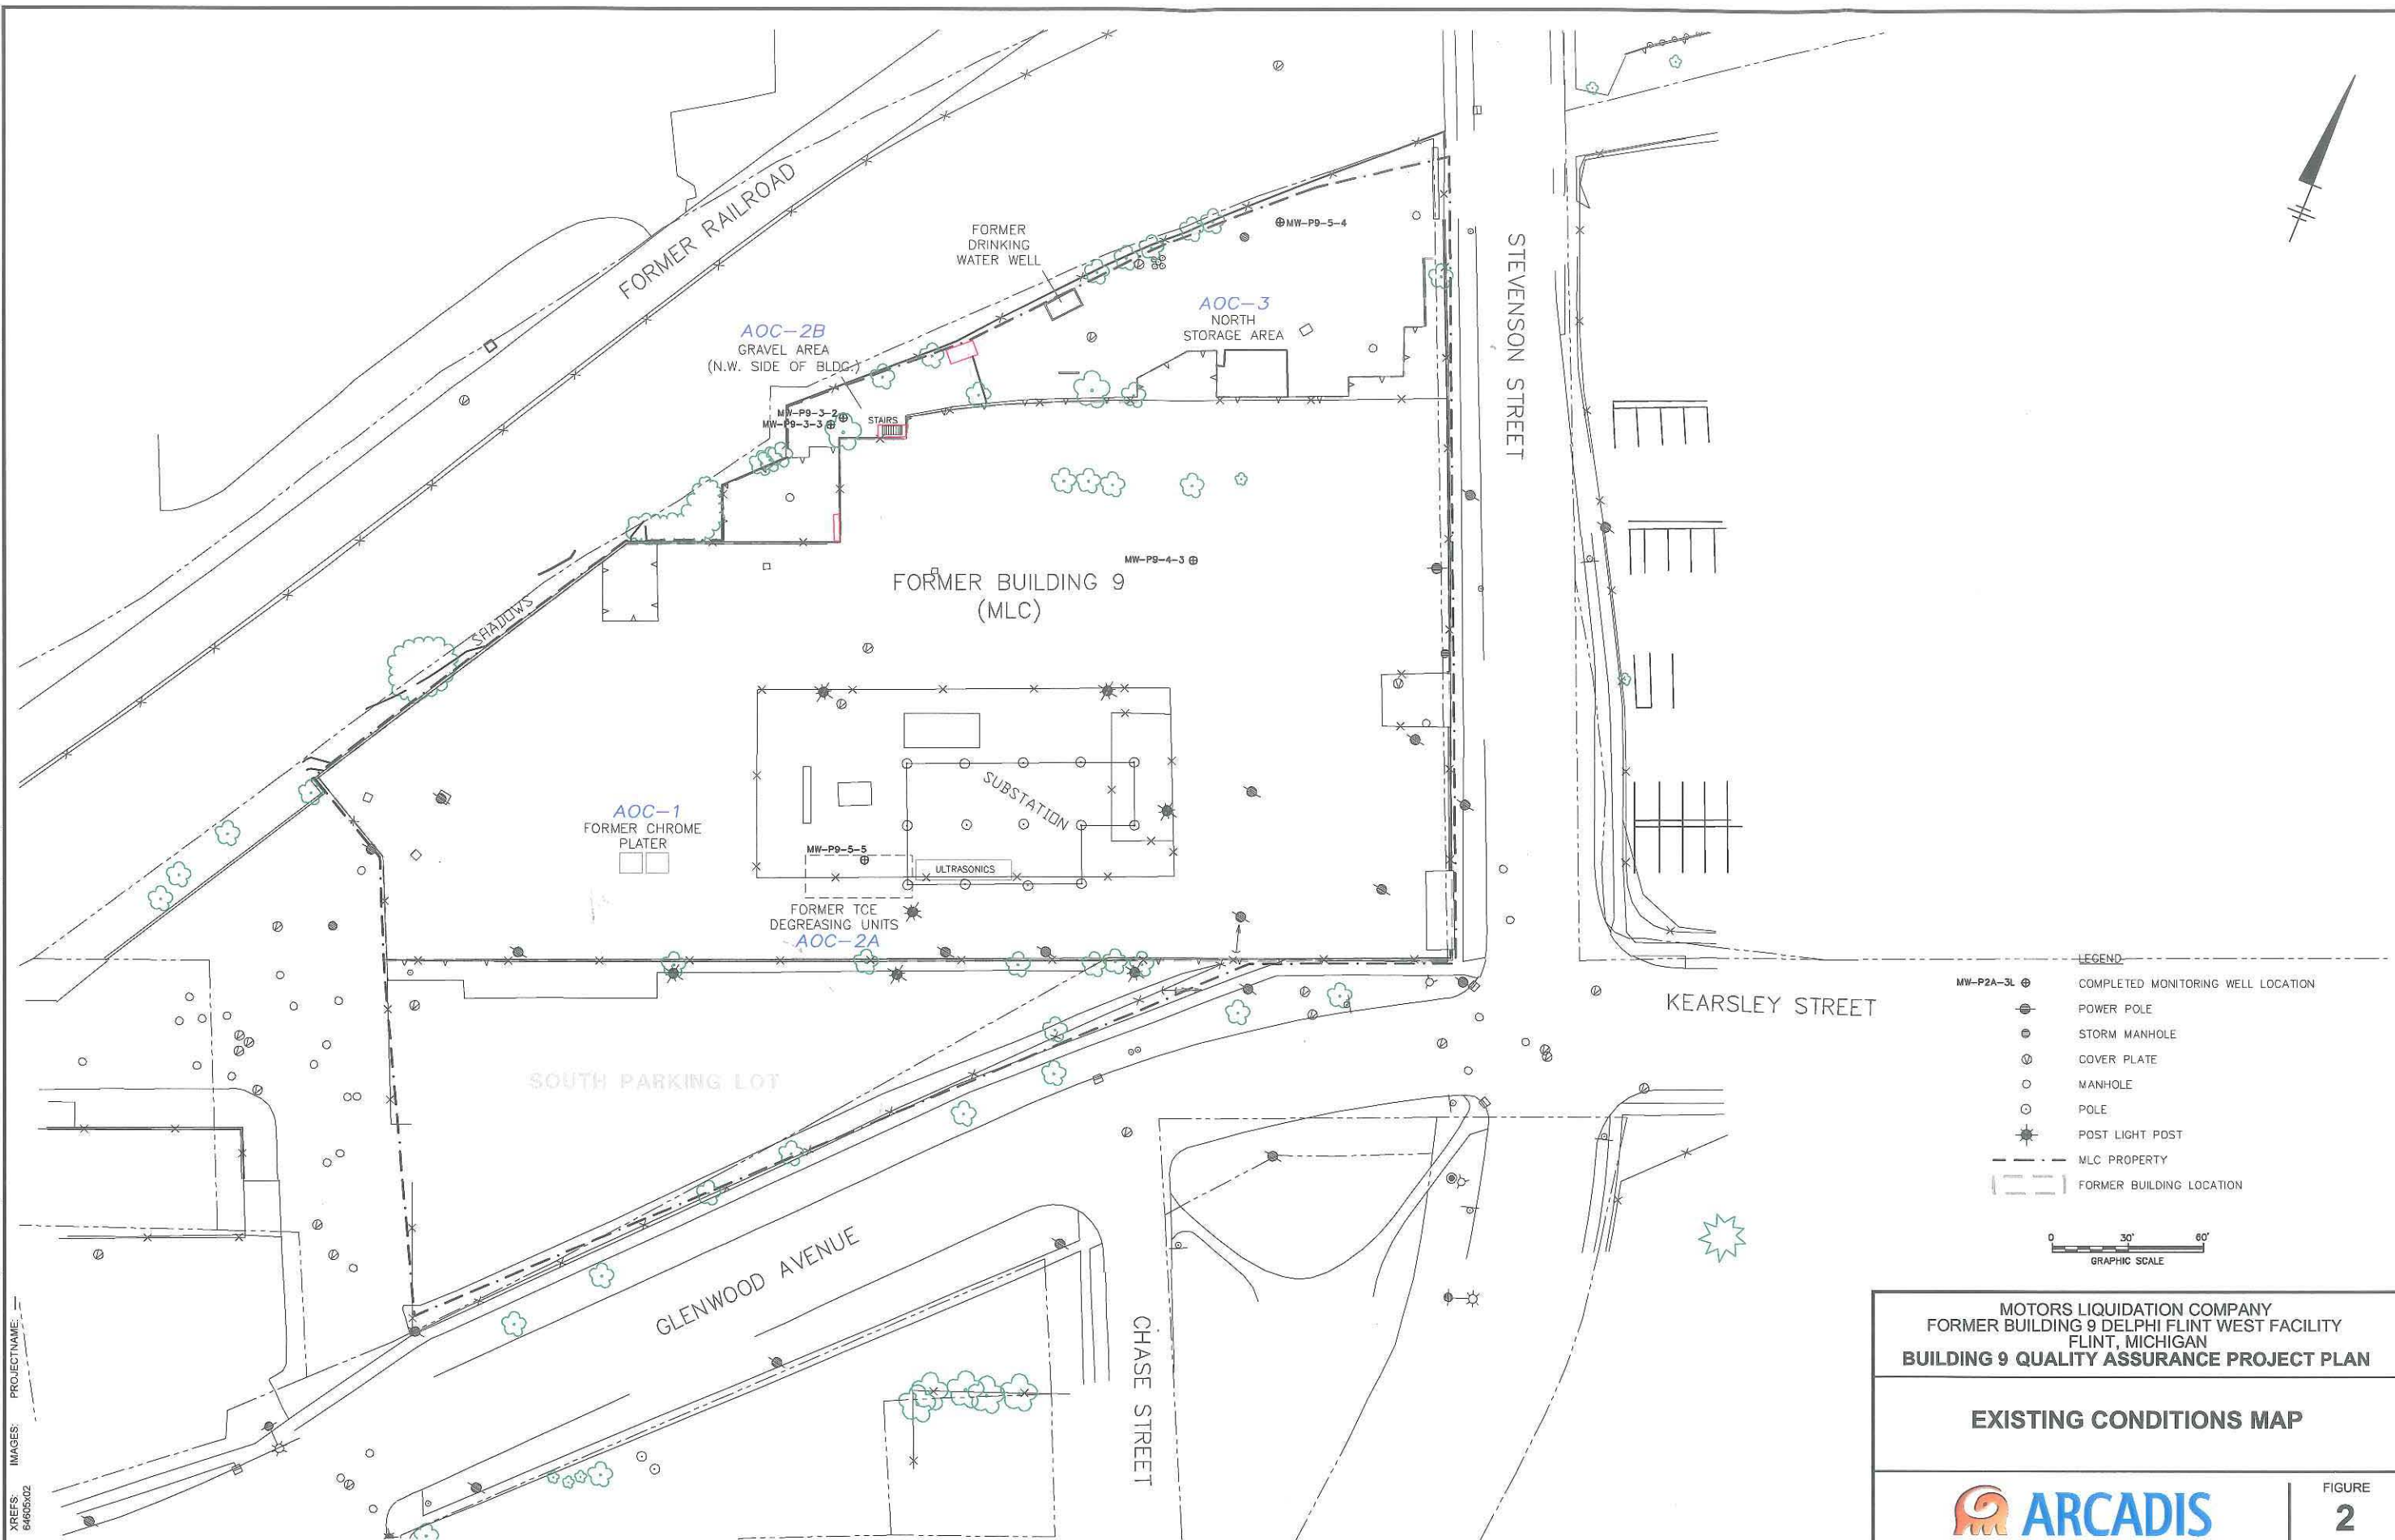 FORMER RAILROAD
FORMER
DRINKING
WATER WELL
MW-P9-5-4
STEVENSON STREET
AOC-3
NORTH
STORAGE AREA
AOC-2B
GRAVEL AREA
(N.W. SIDE OF BLDG.)
MW-P9-3-2
MW-P9-3-3
STAIRS
MW-P9-4-3
FORMER BUILDING 9
(MLC)
SHADOWS
SUBSTATION
AOC-1
FORMER CHROME
PLATER
MW-P9-5-5
ULTRASONICS
FORMER TCE
DEGREASING UNITS
AOC-2A
SOUTH PARKING LOT
KEARSLEY STREET
GLENWOOD AVENUE
CHASE STREET
LEGEND
MW-P2A-3L COMPLETED MONITORING WELL LOCATION
POWER POLE
STORM MANHOLE
COVER PLATE
MANHOLE
POLE
POST LIGHT POST
MLC PROPERTY
FORMER BUILDING LOCATION
0 30' 60'
GRAPHIC SCALE
MOTORS LIQUIDATION COMPANY
FORMER BUILDING 9 DELPHI FLINT WEST FACILITY
FLINT, MICHIGAN
BUILDING 9 QUALITY ASSURANCE PROJECT PLAN
EXISTING CONDITIONS MAP
ARCADIS
FIGURE
2
XREFS: IMAGES: PROJECTNAME: —
64605x02